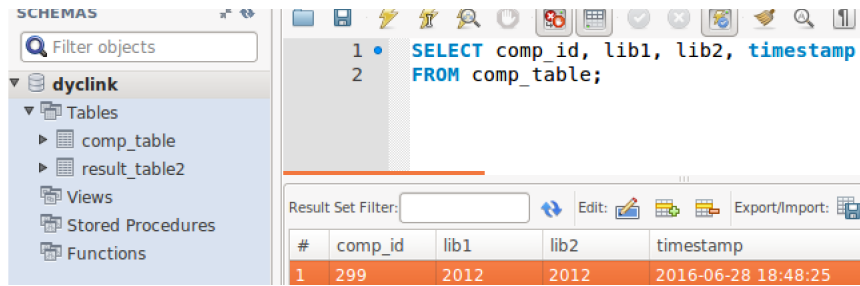 SCHEMAS
Filter objects
dyclink
Tables
comp_table
result_table2
Views
Stored Procedures
Functions
1 SELECT comp_id, lib1, lib2, timestamp
2 FROM comp_table;
Result Set Filter: Edit: Export/Import:
# comp_id lib1 lib2 timestamp
1 299 2012 2012 2016-06-28 18:48:25